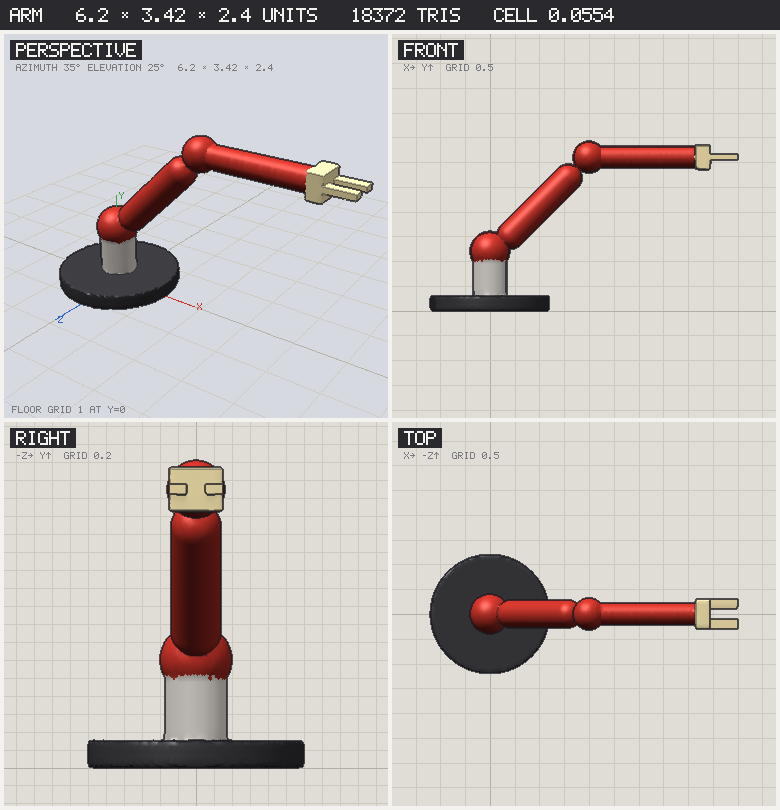 ARM 6.2 × 3.42 × 2.4 UNITS 18372 TRIS CELL 0.0554
PERSPECTIVE
AZIMUTH 35° ELEVATION 25° 6.2 × 3.42 × 2.4
Y
X
Z
FLOOR GRID 1 AT Y=0
FRONT
X→ Y↑ GRID 0.5
RIGHT
-Z→ Y↑ GRID 0.2
TOP
X→ -Z↑ GRID 0.5